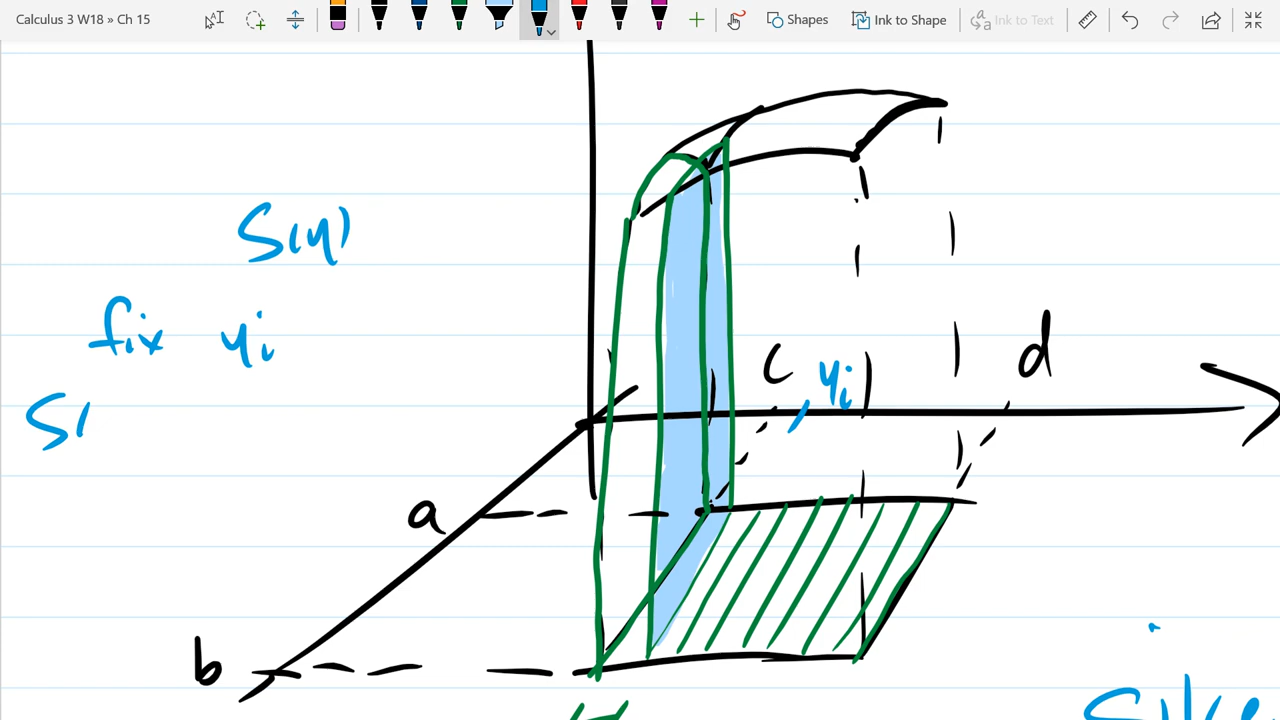 Calculus 3 W18 » Ch 15
Shapes
Ink to Shape
Ink to Text
S(y)
fix yi
S(
c
yi
d
a
b